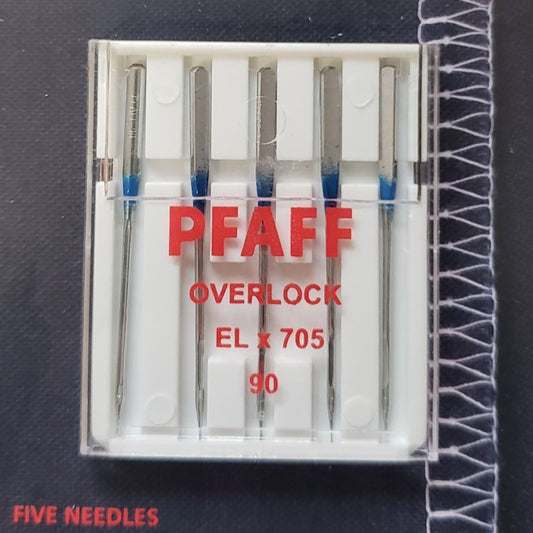 PFAFF
OVERLOCK
EL x 705
90
FIVE NEEDLES